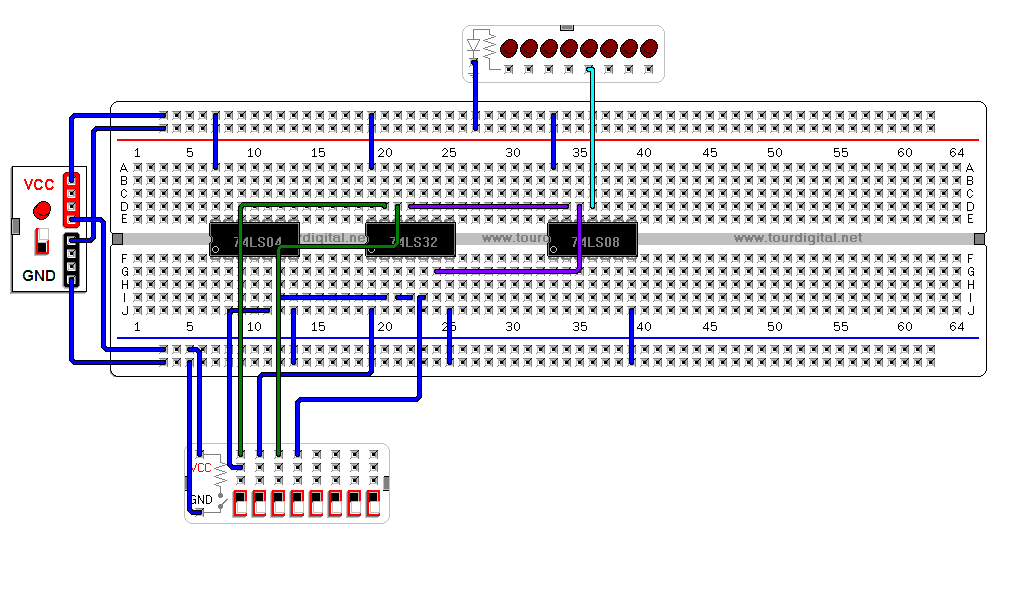 1 5 10 15 20 25 30 35 40 45 50 55 60 64
A A
B B
VCC C C
D D
E E
74LS04 rdigital.net 74LS32 www.tourd 74LS08 www.tourdigital.net
F F
GND G G
H H
I I
J J
1 5 10 15 20 25 30 35 40 45 50 55 60 64
VCC
GND